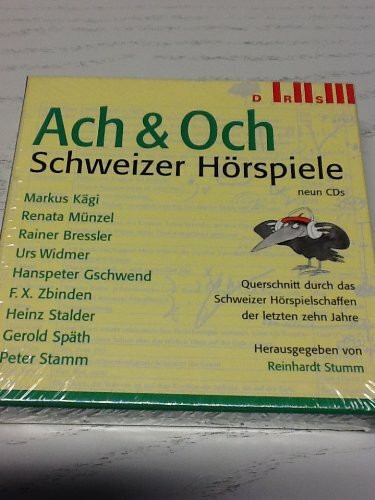 D R S
Ach & Och
Schweizer Hörspiele
neun CDs
Markus Kägi
Renata Münzel
Rainer Bressler
Urs Widmer
Hanspeter Gschwend
F. X. Zbinden
Heinz Stalder
Gerold Späth
Peter Stamm
Querschnitt durch das
Schweizer Hörspielschaffen
der letzten zehn Jahre
Herausgegeben von
Reinhardt Stumm